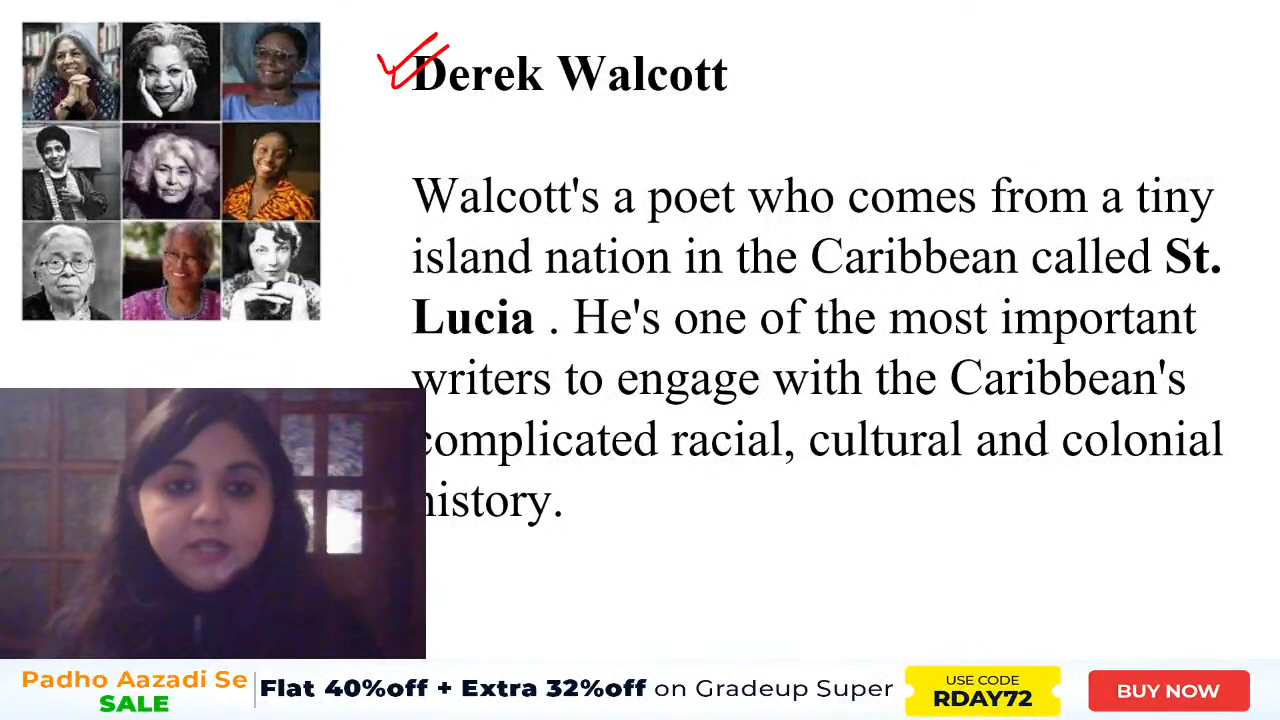 Derek Walcott
Walcott's a poet who comes from a tiny
island nation in the Caribbean called St.
Lucia . He's one of the most important
writers to engage with the Caribbean's
complicated racial, cultural and colonial
history.
Padho Aazadi Se
SALE
Flat 40%off + Extra 32%off on Gradeup Super
USE CODE
RDAY72
BUY NOW